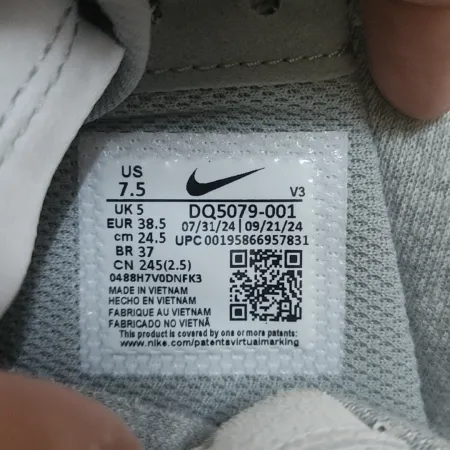 US
7.5
V3
UK 5
DQ5079-001
EUR 38.5
07/31/24 09/21/24
cm 24.5
UPC 00195866957831
BR 37
CN 245(2.5)
0488H7V0DNFK3
MADE IN VIETNAM
HECHO EN VIETNAM
FABRIQUE AU VIETNAM
FABRICADO NO VIETNÃ
This product is covered by one or more patents:
www.nike.com/patentsvirtualmarking